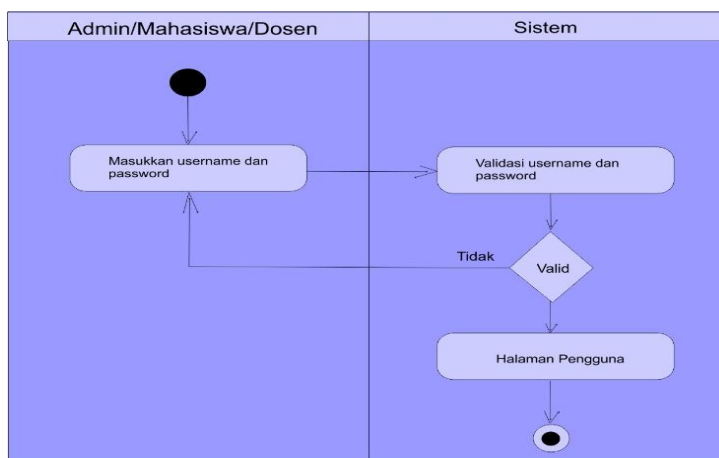 Admin/Mahasiswa/Dosen
Sistem
Masukkan username dan
password
Validasi username dan
password
Tidak
Valid
Halaman Pengguna